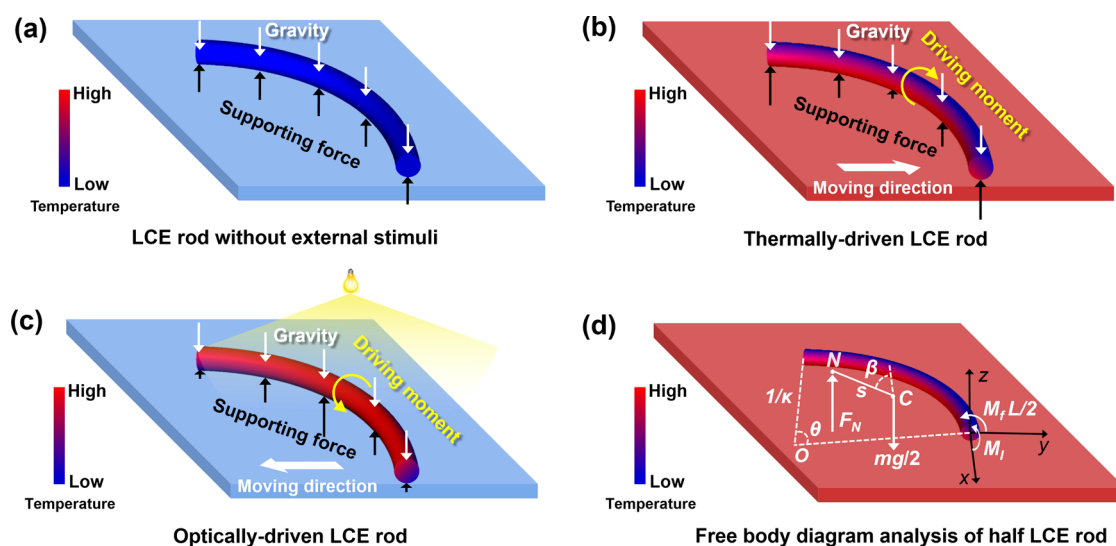 (a)
Gravity
High
Low
Temperature
Supporting force
LCE rod without external stimuli
(b)
Gravity
Driving moment
High
Low
Temperature
Supporting force
Moving direction
Thermally-driven LCE rod
(c)
Gravity
Driving moment
High
Low
Temperature
Supporting force
Moving direction
Optically-driven LCE rod
(d)
High
Low
Temperature
1/κ
θ
O
N
s
β
C
F_N
mg/2
z
M_f L/2
y
M_l
x
Free body diagram analysis of half LCE rod